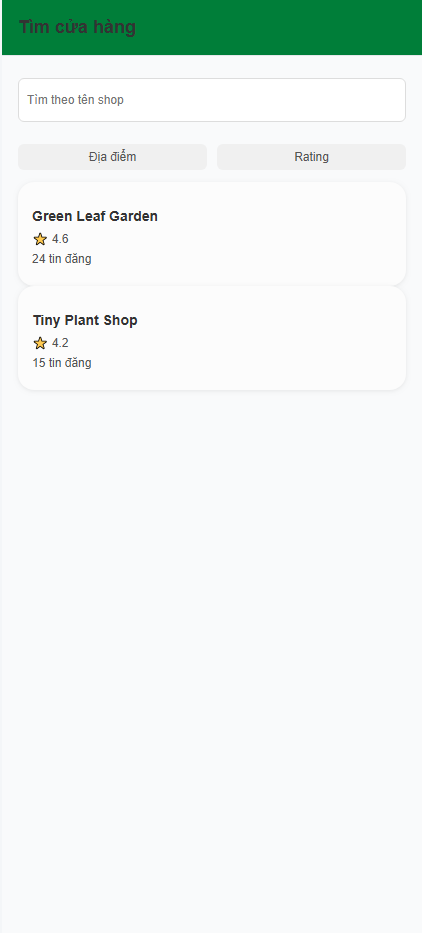 Tìm cửa hàng
Tìm theo tên shop
Địa điểm
Rating
Green Leaf Garden
4.6
24 tin đăng
Tiny Plant Shop
4.2
15 tin đăng